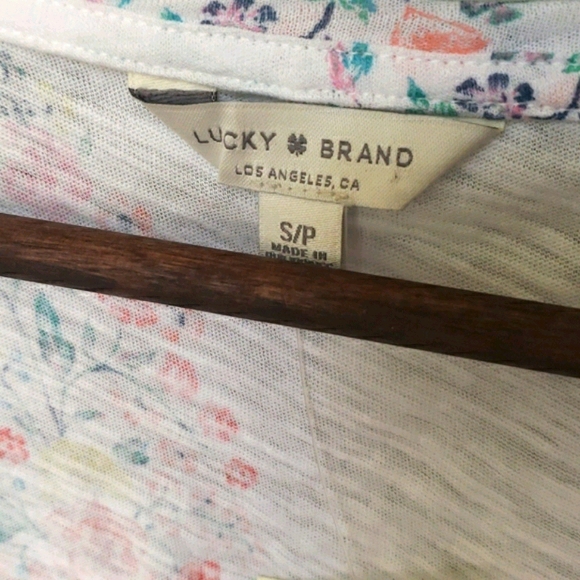 LUCKY BRAND
LOS ANGELES, CA
S/P
MADE IN